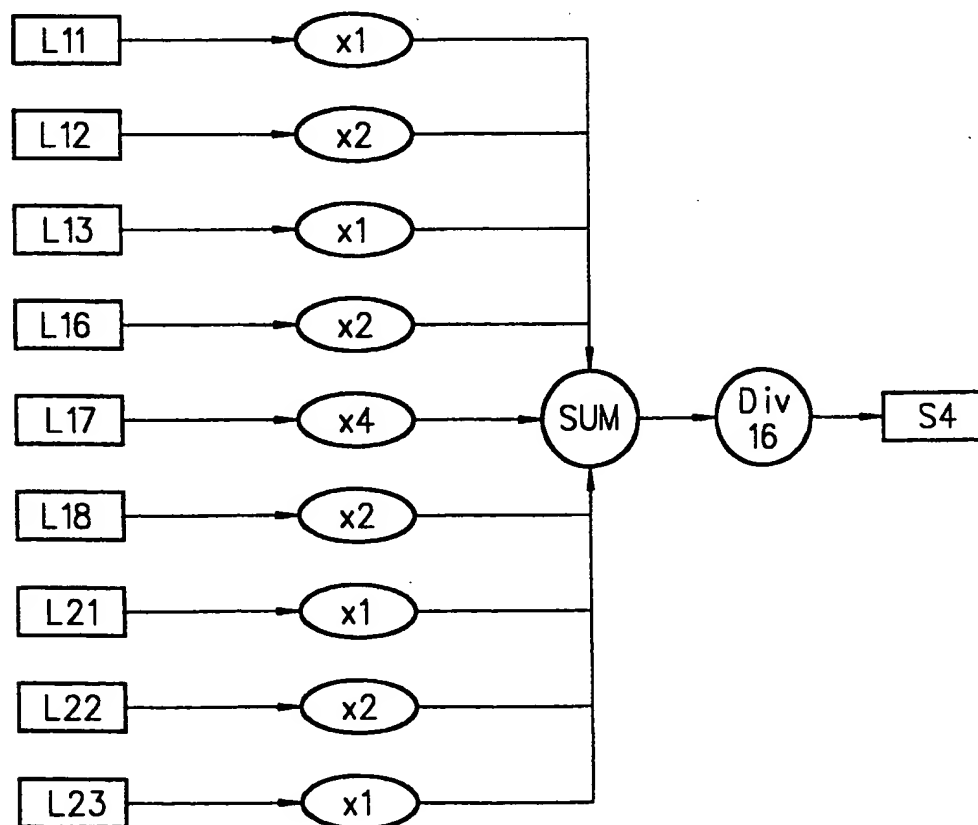 L11 x1
L12 x2
L13 x1
L16 x2
L17 x4 SUM Div 16 S4
L18 x2
L21 x1
L22 x2
L23 x1